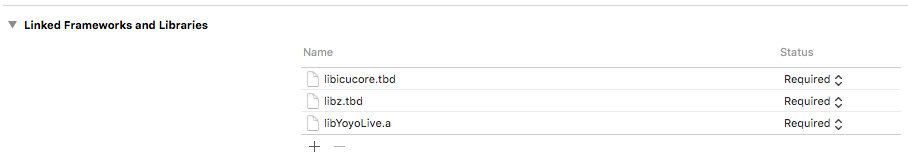 Linked Frameworks and Libraries
Name Status
libicucore.tbd Required
libz.tbd Required
libYoyoLive.a Required